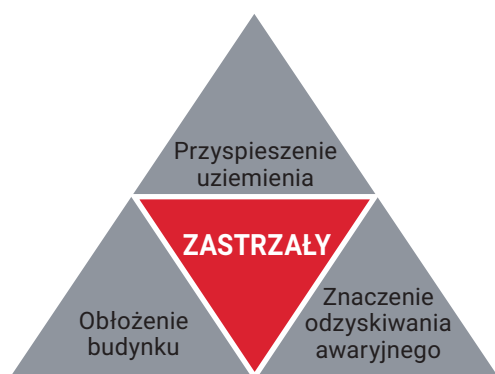 Przyspieszenie
uziemienia
ZASTRZAŁY
Obłożenie
budynku
Znaczenie
odzyskiwania
awaryjnego